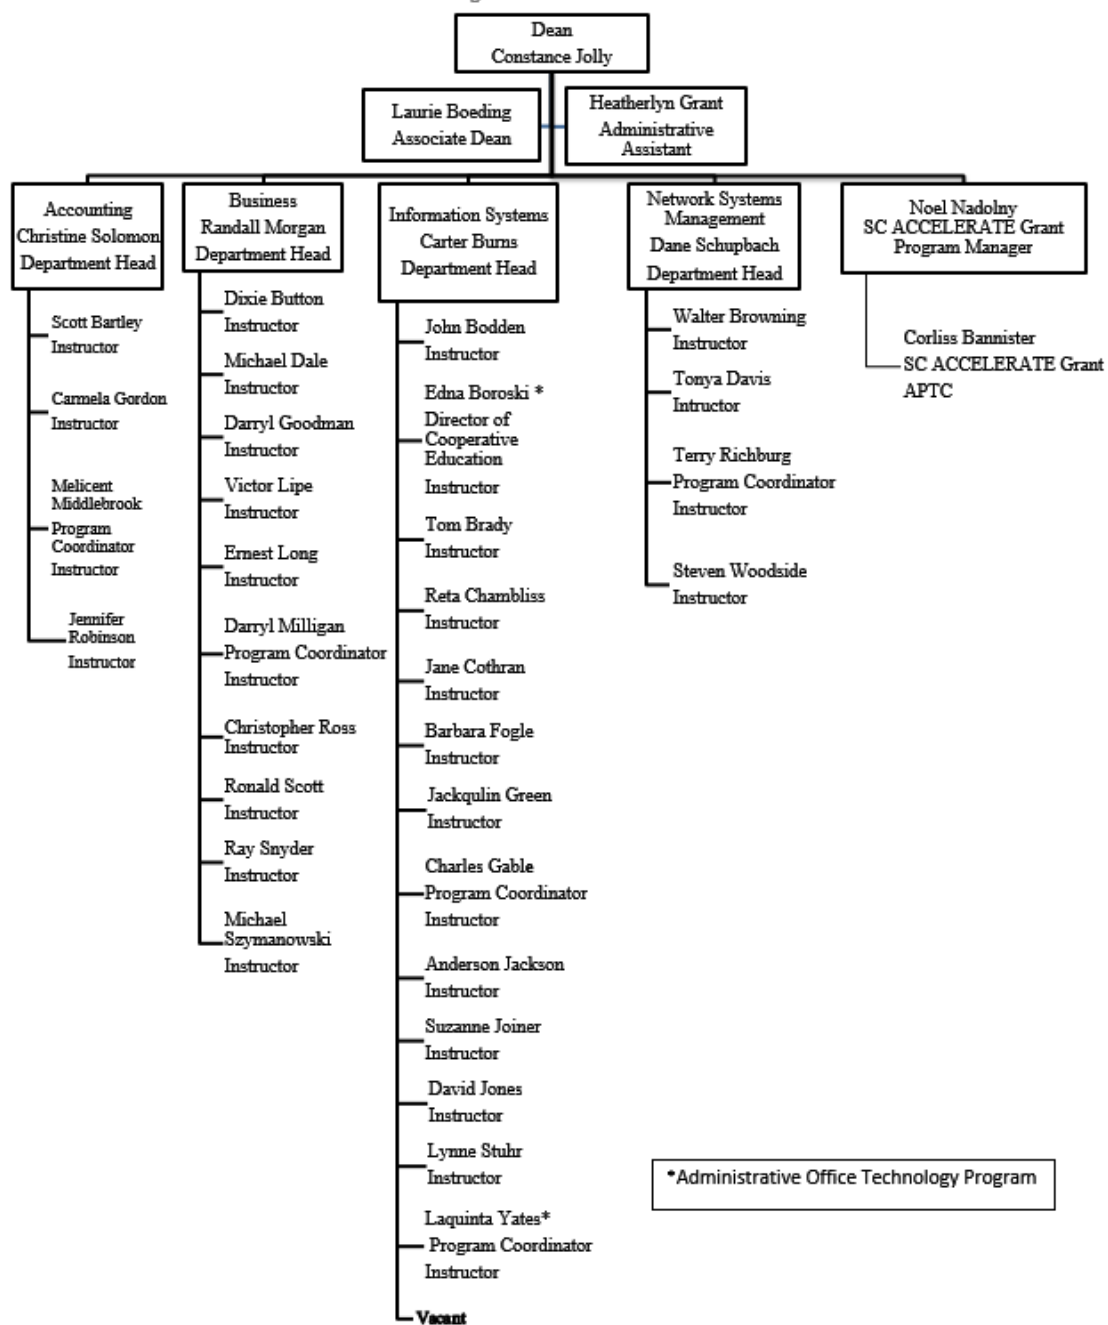 Dean
Constance Jolly
Laurie Boeding
Associate Dean
Heatherlyn Grant
Administrative
Assistant
Accounting
Christine Solomon
Department Head
Scott Bartley
Instructor
Carmela Gordon
Instructor
Melicent
Middlebrook
Program
Coordinator
Instructor
Jennifer
Robinson
Instructor
Business
Randall Morgan
Department Head
Dixie Button
Instructor
Michael Dale
Instructor
Darryl Goodman
Instructor
Victor Lipe
Instructor
Ernest Long
Instructor
Darryl Milligan
Program Coordinator
Instructor
Christopher Ross
Instructor
Ronald Scott
Instructor
Ray Snyder
Instructor
Michael
Szymanowski
Instructor
Information Systems
Carter Burns
Department Head
John Bodden
Instructor
Edna Boroski *
Director of
Cooperative
Education
Instructor
Tom Brady
Instructor
Reta Chambliss
Instructor
Jane Cothran
Instructor
Barbara Fogle
Instructor
Jackqulin Green
Instructor
Charles Gable
Program Coordinator
Instructor
Anderson Jackson
Instructor
Suzanne Joiner
Instructor
David Jones
Instructor
Lynne Stuhr
Instructor
Laquinta Yates*
Program Coordinator
Instructor
Vacant
Network Systems
Management
Dane Schupbach
Department Head
Walter Browning
Instructor
Tonya Davis
Intructor
Terry Richburg
Program Coordinator
Instructor
Steven Woodside
Instructor
Noel Nadolny
SC ACCELERATE Grant
Program Manager
Corliss Bannister
SC ACCELERATE Grant
APTC
*Administrative Office Technology Program